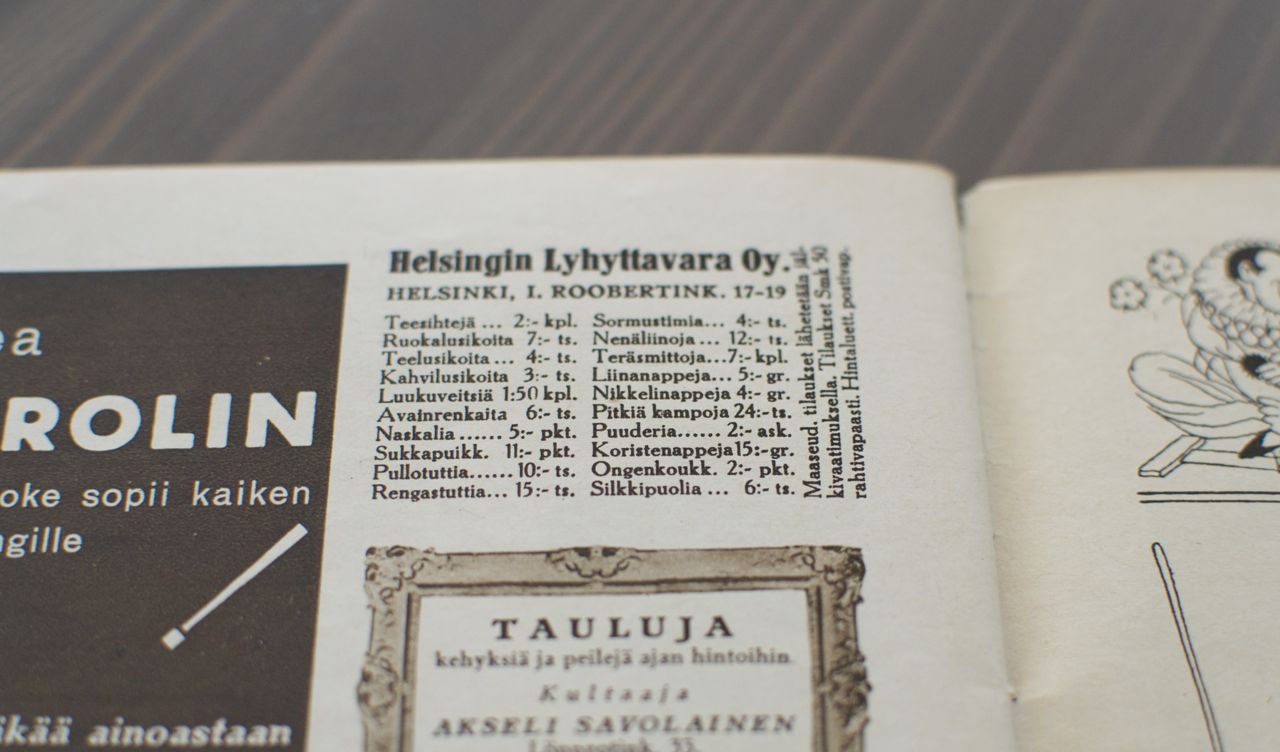 ea
ROLIN
oke sopii kaiken
gille
ikää ainoastaan
Helsingin Lyhyttavara Oy.
HELSINKI, I. ROOBERTINK. 17-19
Teesihtejä ... 2:- kpl.
Ruokalusikoita 7:- ts.
Teelusikoita ... 4:- ts.
Kahvilusikoita 3:- ts.
Luukuveitsiä 1:50 kpl.
Avainrenkaita 6:- ts.
Naskalia ...... 5:- pkt.
Sukkapuikk. 11:- pkt.
Pullotuttia...... 10:- ts.
Rengastuttia... 15:- ts.
Sormustimia... 4:- ts.
Nenäliinoja ... 12:- ts.
Teräsmittoja...7:- kpl.
Liinanappeja... 5:- gr.
Nikkelinappeja 4:- gr.
Pitkiä kampoja 24:-ts.
Puuderia...... 2:- ask.
Koristenappeja 15:-gr.
Ongenkoukk. 2:- pkt.
Silkkipuolia ... 6:- ts.
Maaseud. tilaukset lähetetään jäl-
kivaatimuksella. Tilaukset Smk 50
rahtivapaasti. Hintaluett. postivap.
TAULUJA
kehyksiä ja peilejä ajan hintoihin
Kultaaja
AKSELI SAVOLAINEN
Lönnrotink. 33.